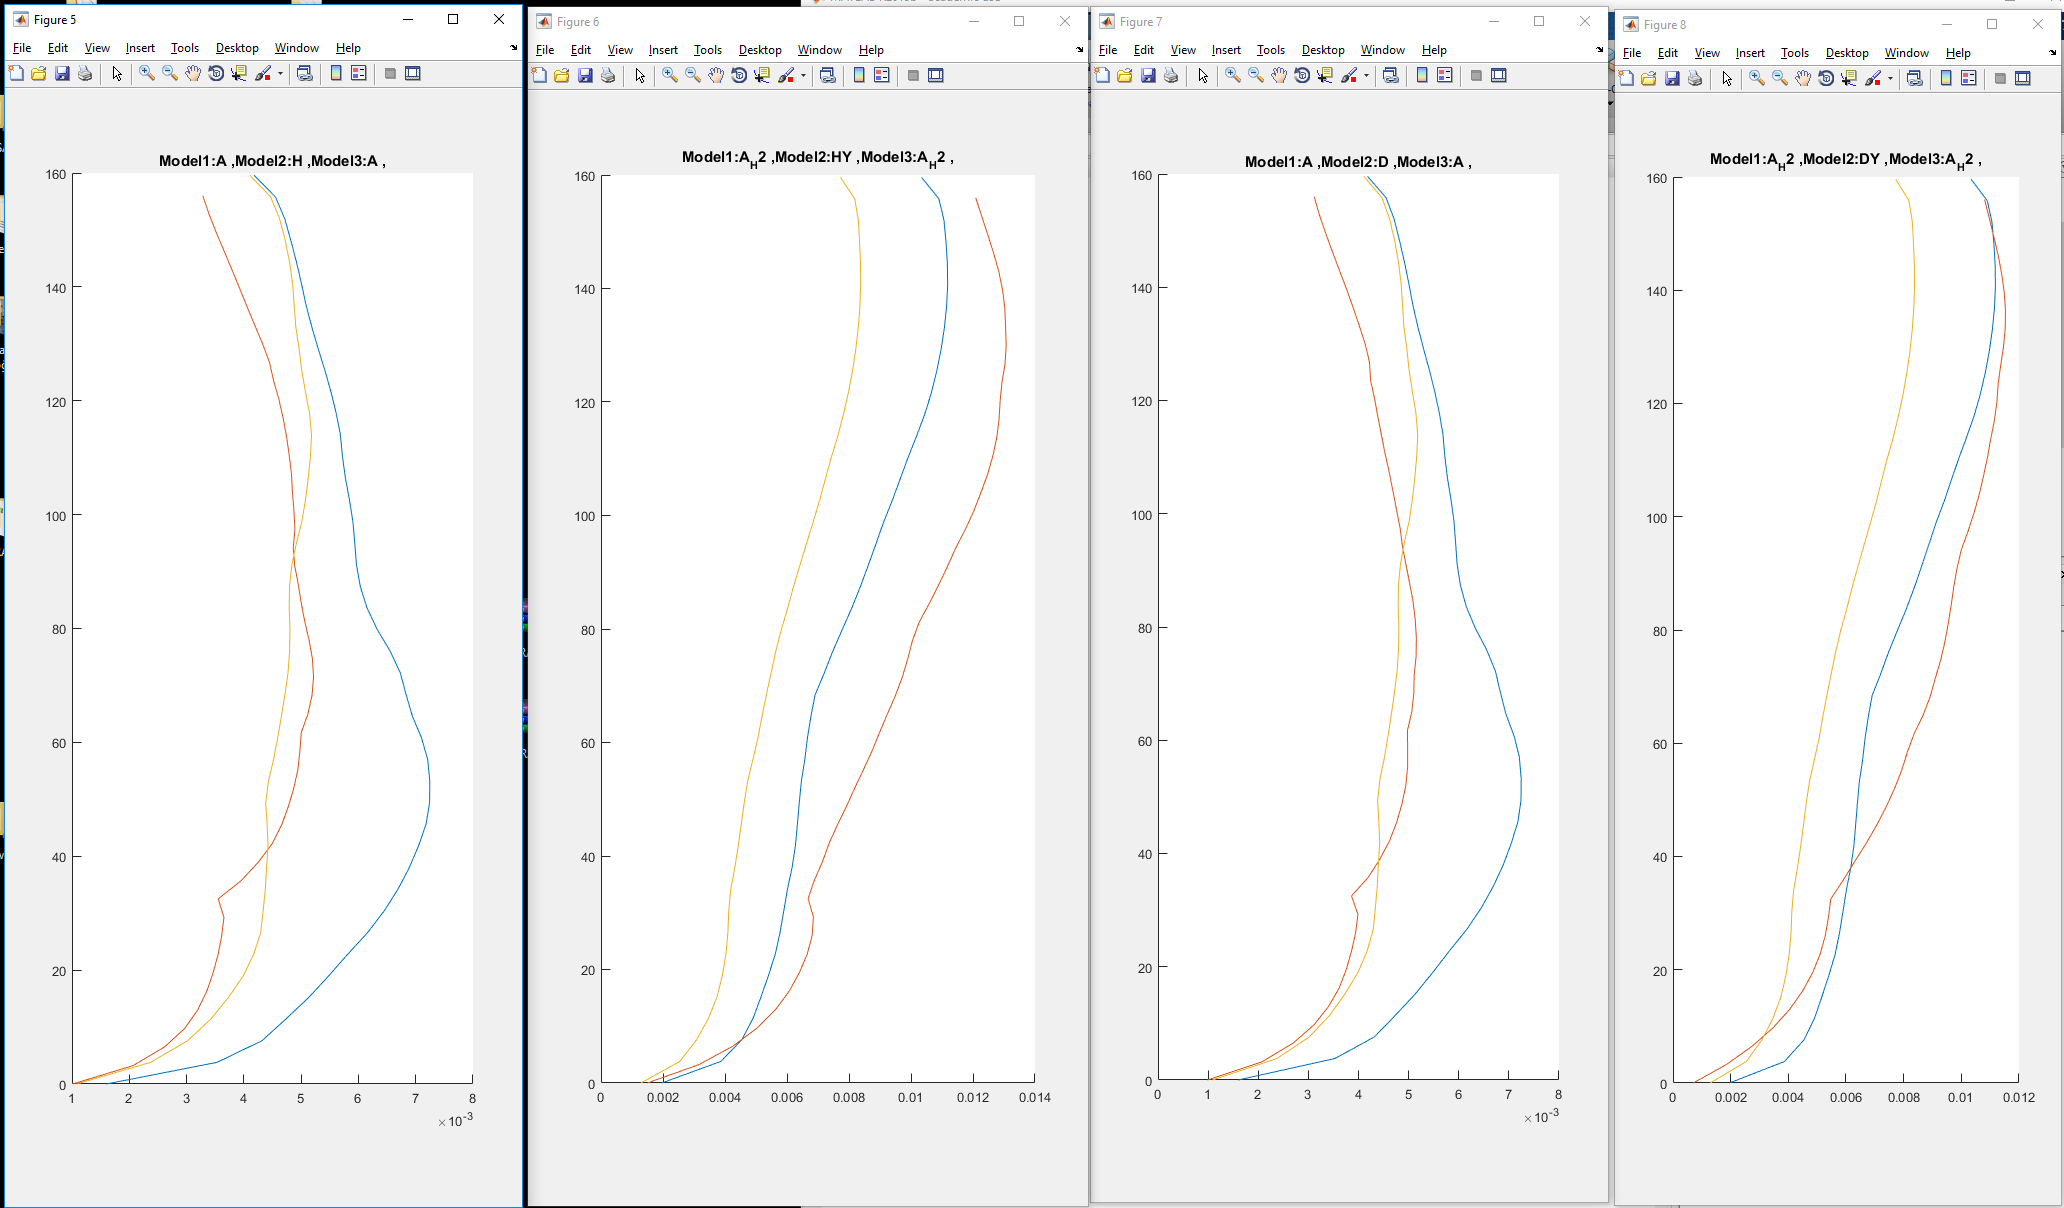 Figure 5
File Edit View Insert Tools Desktop Window Help
Model1:A ,Model2:H ,Model3:A ,
160
140
120
100
80
60
40
20
0
1 2 3 4 5 6 7 8
×10-3
Figure 6
File Edit View Insert Tools Desktop Window Help
Model1:AH2 ,Model2:HY ,Model3:AH2 ,
160
140
120
100
80
60
40
20
0
0 0.002 0.004 0.006 0.008 0.01 0.012 0.014
Figure 7
File Edit View Insert Tools Desktop Window Help
Model1:A ,Model2:D ,Model3:A ,
160
140
120
100
80
60
40
20
0
0 1 2 3 4 5 6 7 8
×10-3
Figure 8
File Edit View Insert Tools Desktop Window Help
Model1:AH2 ,Model2:DY ,Model3:AH2 ,
160
140
120
100
80
60
40
20
0
0 0.002 0.004 0.006 0.008 0.01 0.012